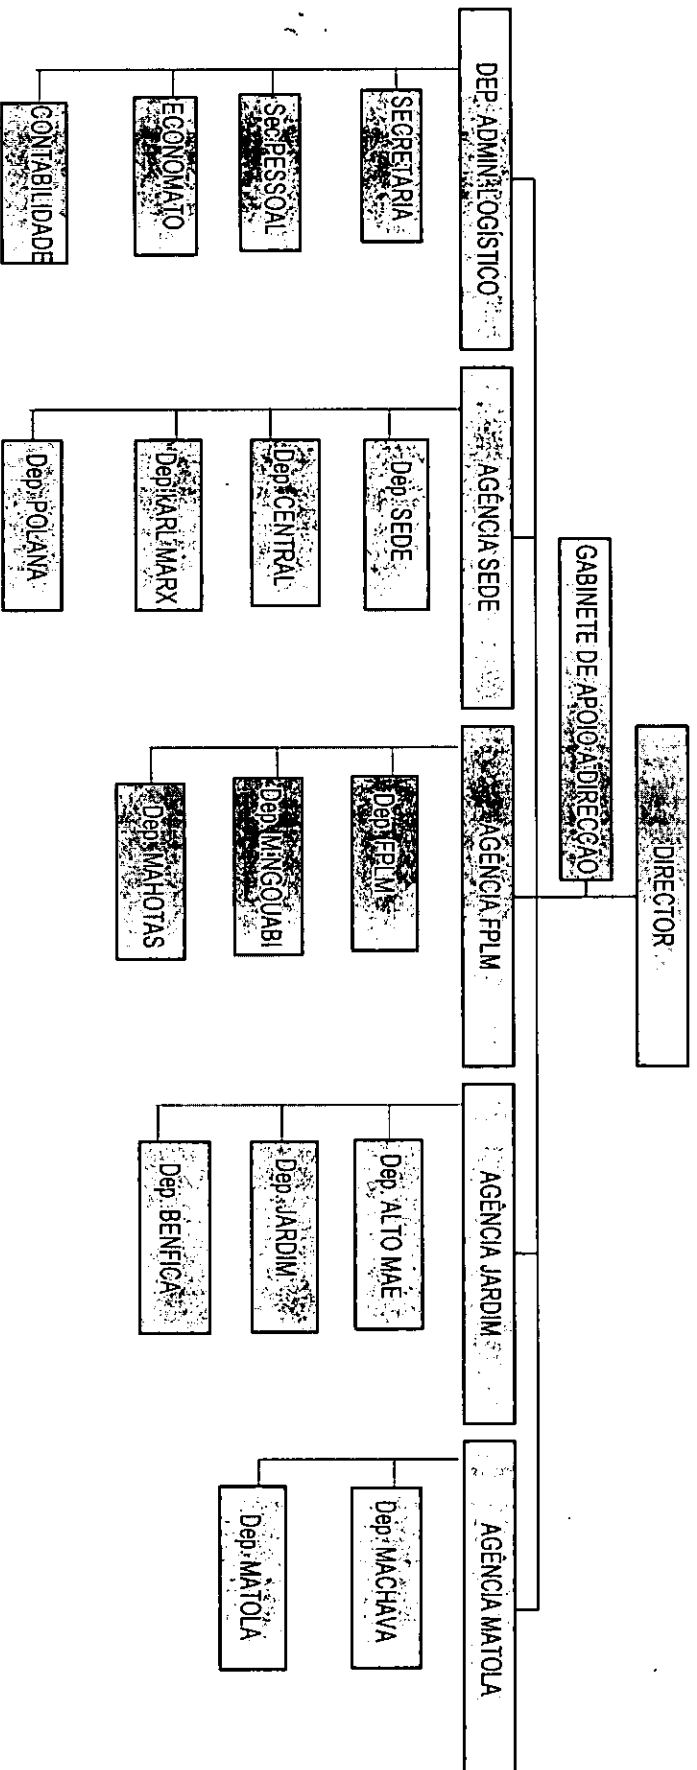 DIRECTOR
GABINETE DE APOIO A DIRECÇÃO
DEP. ADMIN. LOGÍSTICO
SECRETARIA
Sec. PESSOAL
ECONOMATO
CONTABILIDADE
AGÊNCIA SEDE
Dep. SEDE
Dep. CENTRAL
Dep. KARL MARX
Dep. POLANA
AGÊNCIA FPLM
Dep. FPLM
Dep. M'NGOUABI
Dep. MAHOTAS
AGÊNCIA JARDIM
Dep. ALTO MAÉ
Dep. JARDIM
Dep. BENFICA
AGÊNCIA MATOLA
Dep. MACHAVA
Dep. MATOLA